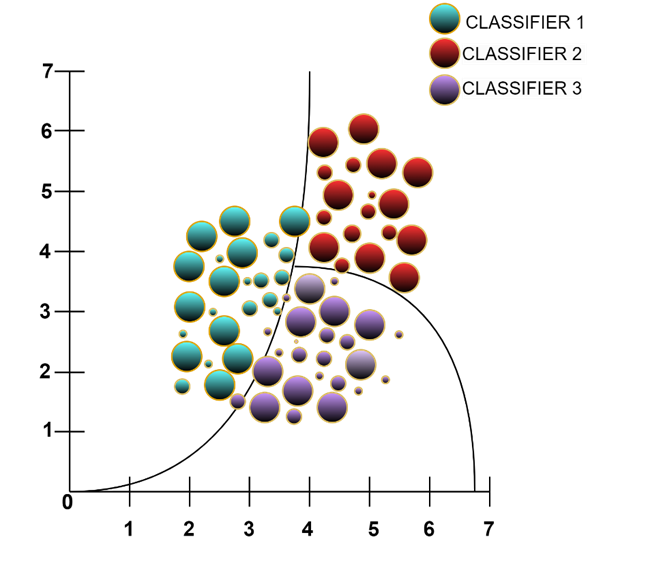 CLASSIFIER 1
CLASSIFIER 2
CLASSIFIER 3
7
6
5
4
3
2
1
0
1 2 3 4 5 6 7